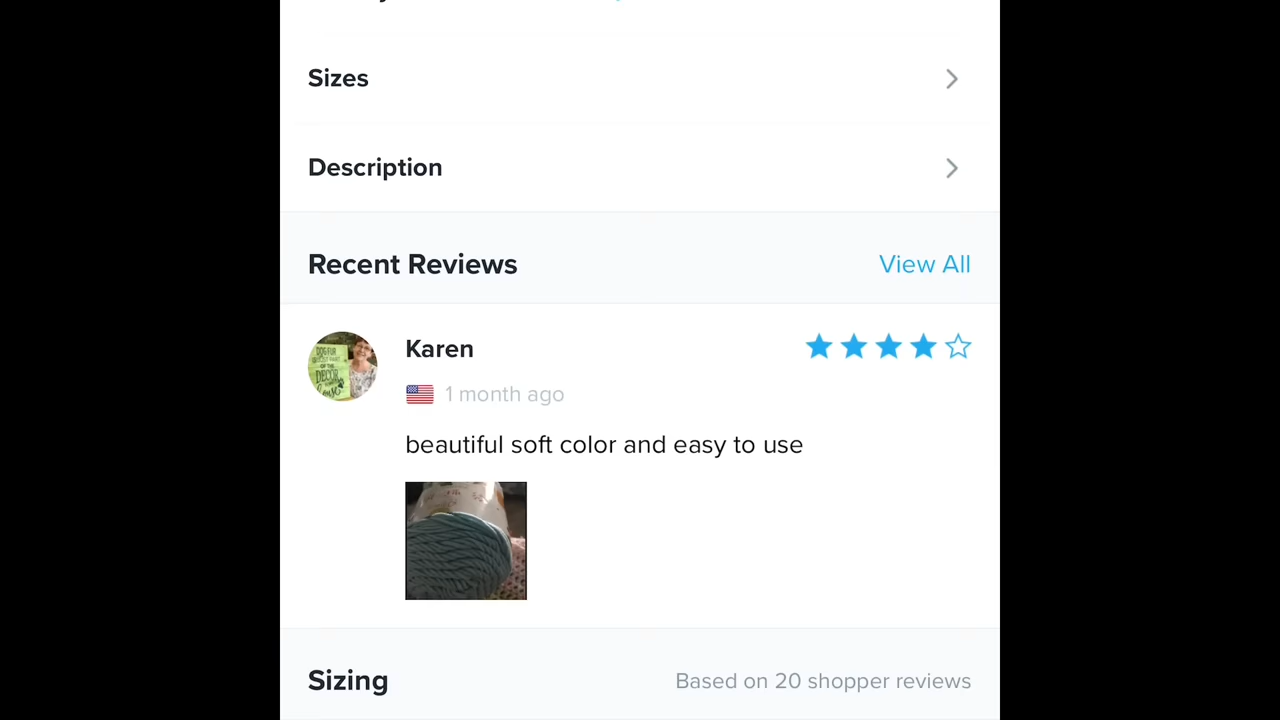 Sizes
Description
Recent Reviews
View All
Karen
1 month ago
DECOR
beautiful soft color and easy to use
Sizing
Based on 20 shopper reviews